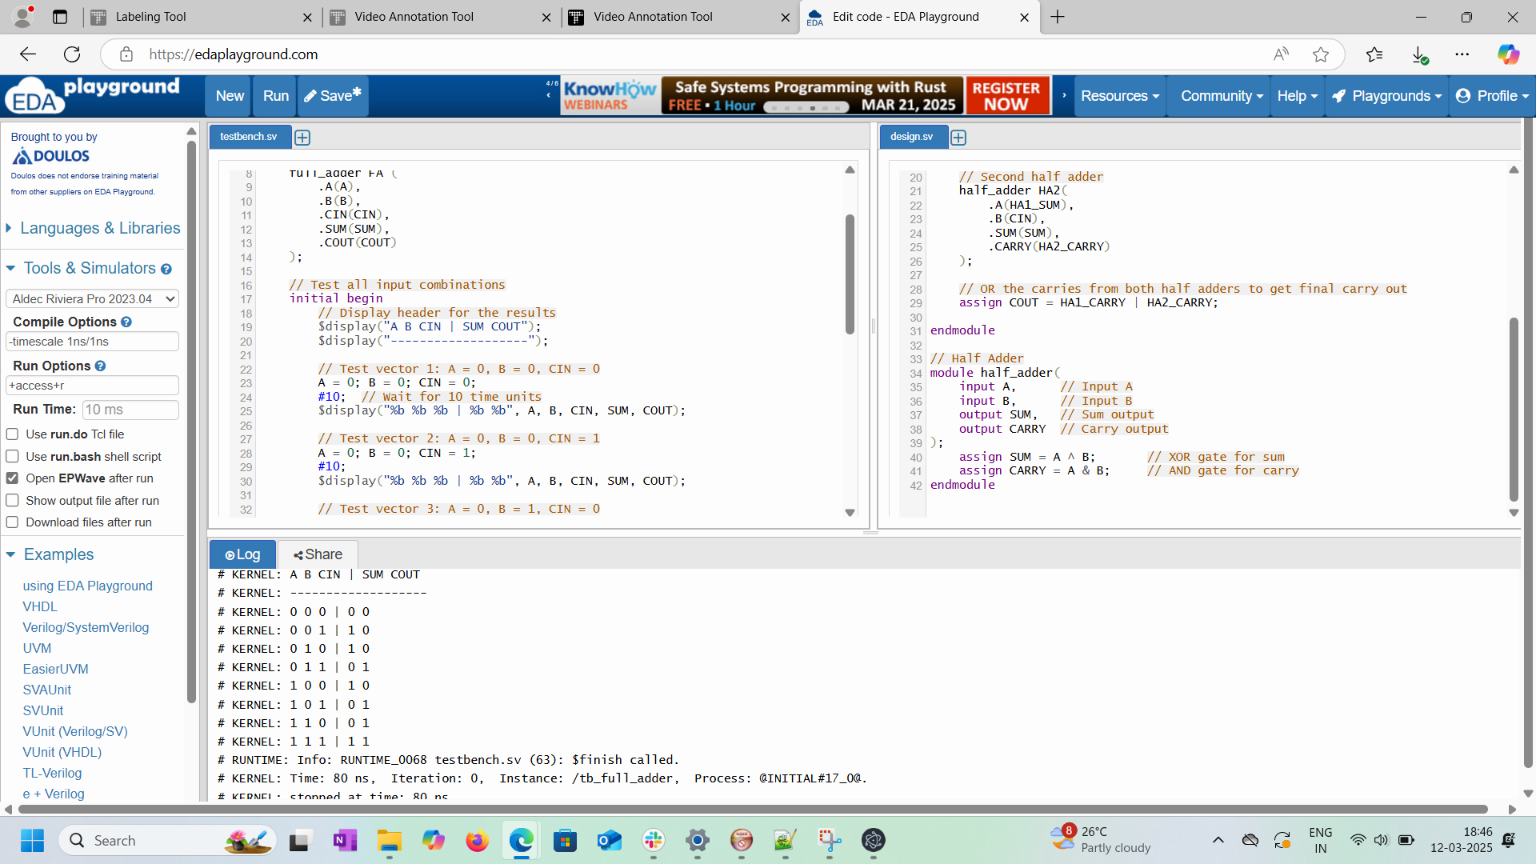 Labeling Tool
Video Annotation Tool
Video Annotation Tool
Edit code - EDA Playground
https://edaplayground.com
EDA playground
New
Run
Save*
4/6
KnowHow WEBINARS
Safe Systems Programming with Rust
FREE • 1 Hour
MAR 21, 2025
REGISTER NOW
Resources
Community
Help
Playgrounds
Profile
Brought to you by
DOULOS
Doulos does not endorse training material
from other suppliers on EDA Playground.
Languages & Libraries
Tools & Simulators
Aldec Riviera Pro 2023.04
Compile Options
-timescale 1ns/1ns
Run Options
+access+r
Run Time: 10 ms
Use run.do Tcl file
Use run.bash shell script
Open EPWave after run
Show output file after run
Download files after run
Examples
using EDA Playground
VHDL
Verilog/SystemVerilog
UVM
EasierUVM
SVAUnit
SVUnit
VUnit (Verilog/SV)
VUnit (VHDL)
TL-Verilog
e + Verilog
testbench.sv
8 full_adder FA (
9 .A(A),
10 .B(B),
11 .CIN(CIN),
12 .SUM(SUM),
13 .COUT(COUT)
14 );
15
16 // Test all input combinations
17 initial begin
18 // Display header for the results
19 $display("A B CIN | SUM COUT");
20 $display("-------------------");
21
22 // Test vector 1: A = 0, B = 0, CIN = 0
23 A = 0; B = 0; CIN = 0;
24 #10; // Wait for 10 time units
25 $display("%b %b %b | %b %b", A, B, CIN, SUM, COUT);
26
27 // Test vector 2: A = 0, B = 0, CIN = 1
28 A = 0; B = 0; CIN = 1;
29 #10;
30 $display("%b %b %b | %b %b", A, B, CIN, SUM, COUT);
31
32 // Test vector 3: A = 0, B = 1, CIN = 0
design.sv
20 // Second half adder
21 half_adder HA2(
22 .A(HA1_SUM),
23 .B(CIN),
24 .SUM(SUM),
25 .CARRY(HA2_CARRY)
26 );
27
28 // OR the carries from both half adders to get final carry out
29 assign COUT = HA1_CARRY | HA2_CARRY;
30
31 endmodule
32
33 // Half Adder
34 module half_adder(
35 input A, // Input A
36 input B, // Input B
37 output SUM, // Sum output
38 output CARRY // Carry output
39 );
40 assign SUM = A ^ B; // XOR gate for sum
41 assign CARRY = A & B; // AND gate for carry
42 endmodule
Log
Share
# KERNEL: A B CIN | SUM COUT
# KERNEL: -------------------
# KERNEL: 0 0 0 | 0 0
# KERNEL: 0 0 1 | 1 0
# KERNEL: 0 1 0 | 1 0
# KERNEL: 0 1 1 | 0 1
# KERNEL: 1 0 0 | 1 0
# KERNEL: 1 0 1 | 0 1
# KERNEL: 1 1 0 | 0 1
# KERNEL: 1 1 1 | 1 1
# RUNTIME: Info: RUNTIME_0068 testbench.sv (63): $finish called.
# KERNEL: Time: 80 ns, Iteration: 0, Instance: /tb_full_adder, Process: @INITIAL#17_0@.
# KERNEL: stopped at time: 80 ns
Search
8
26°C
Partly cloudy
ENG
IN
18:46
12-03-2025